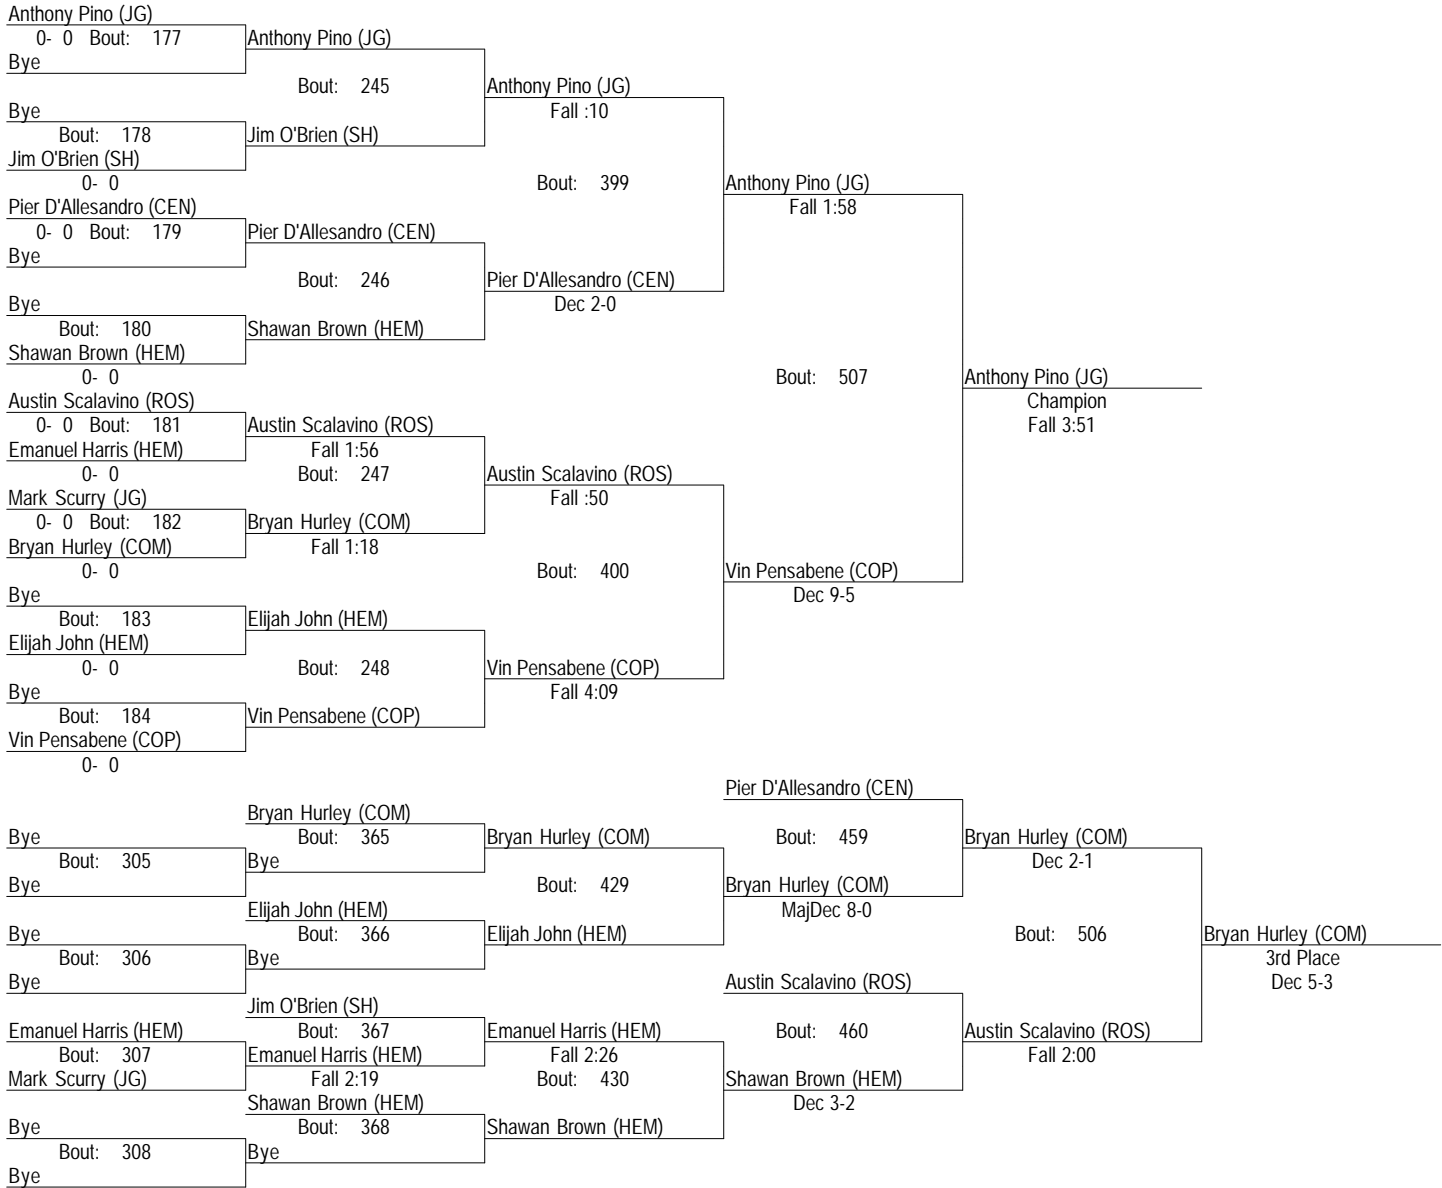 Anthony Pino (JG)
0- 0 Bout: 177
Bye
Anthony Pino (JG)
Bout: 245
Bye
Bout: 178
Jim O'Brien (SH)
0- 0
Jim O'Brien (SH)
Anthony Pino (JG)
Fall :10
Bout: 399
Pier D'Allesandro (CEN)
0- 0 Bout: 179
Bye
Pier D'Allesandro (CEN)
Bout: 246
Bye
Bout: 180
Shawan Brown (HEM)
0- 0
Shawan Brown (HEM)
Pier D'Allesandro (CEN)
Dec 2-0
Anthony Pino (JG)
Fall 1:58
Bout: 507
Austin Scalavino (ROS)
0- 0 Bout: 181
Emanuel Harris (HEM)
0- 0
Austin Scalavino (ROS)
Fall 1:56
Bout: 247
Mark Scurry (JG)
0- 0 Bout: 182
Bryan Hurley (COM)
0- 0
Bryan Hurley (COM)
Fall 1:18
Austin Scalavino (ROS)
Fall :50
Bout: 400
Bye
Bout: 183
Elijah John (HEM)
0- 0
Elijah John (HEM)
Bout: 248
Bye
Bout: 184
Vin Pensabene (COP)
0- 0
Vin Pensabene (COP)
Vin Pensabene (COP)
Fall 4:09
Vin Pensabene (COP)
Dec 9-5
Anthony Pino (JG)
Champion
Fall 3:51
Bye
Bout: 305
Bye
Bryan Hurley (COM)
Bout: 365
Bye
Bryan Hurley (COM)
Bout: 429
Bye
Bout: 306
Bye
Elijah John (HEM)
Bout: 366
Bye
Elijah John (HEM)
Pier D'Allesandro (CEN)
Bout: 459
Bryan Hurley (COM)
MajDec 8-0
Bryan Hurley (COM)
Dec 2-1
Bout: 506
Emanuel Harris (HEM)
Bout: 307
Mark Scurry (JG)
Jim O'Brien (SH)
Bout: 367
Emanuel Harris (HEM)
Fall 2:19
Emanuel Harris (HEM)
Fall 2:26
Bout: 430
Bye
Bout: 308
Bye
Shawan Brown (HEM)
Bout: 368
Bye
Shawan Brown (HEM)
Austin Scalavino (ROS)
Bout: 460
Shawan Brown (HEM)
Dec 3-2
Austin Scalavino (ROS)
Fall 2:00
Bryan Hurley (COM)
3rd Place
Dec 5-3